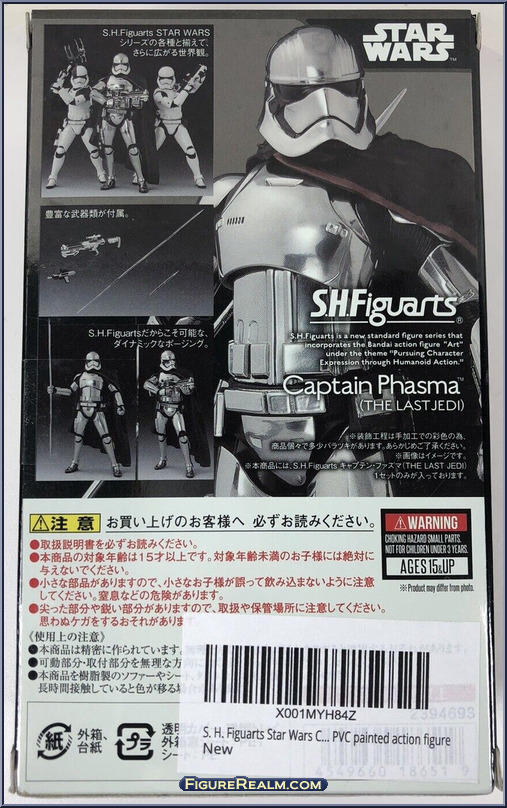 S.H.Figuarts STAR WARS
シリーズの各種と揃えて、
さらに広がる世界観。
STAR
WARS
TM
豊富な武器類が付属。
S.H.Figuartsだからこそ可能な、
ダイナミックなポージング。
S.H.Figuarts®
S.H.Figuarts is a new standard figure series that
incorporates the Bandai action figure "Art"
under the theme "Pursuing Character
Expression through Humanoid Action."
Captain Phasma™
(THE LAST JEDI)
※装飾工程は手加工での彩色の為、
商品個々で多少バラツキがあります。あらかじめご了承ください。
※画像はイメージです。
※本商品には、S.H.Figuarts キャプテン・ファズマ(THE LAST JEDI)
1セットのみが入っております。
注意 お買い上げのお客様へ 必ずお読みください。
●取扱説明書を必ずお読みください。
●本商品の対象年齢は15才以上です。対象年齢未満のお子様には絶対に
与えないでください。
●小さな部品がありますので、小さなお子様が誤って飲み込まないように注意
してください。窒息などの危険があります。
●尖った部分や鋭い部分がありますので、取扱や保管場所に注意してください。
思わぬケガをするおそれがあります。
WARNING
CHOKING HAZARD SMALL PARTS.
NOT FOR CHILDREN UNDER 3 YEARS.
AGES 15&UP
※Product may differ from photo.
《使用上の注意》
●本商品は精密に作られています。無
●可動部分・取付部分を無理な方向に
●本商品を樹脂製のソファーやシート、
長時間接触していると色が移る場合
紙
外箱、
台紙
プラ
X001MYH84Z
S. H. Figuarts Star Wars C... PVC painted action figure
New
2394693
4549660 18651 9
FIGUREREALM.COM